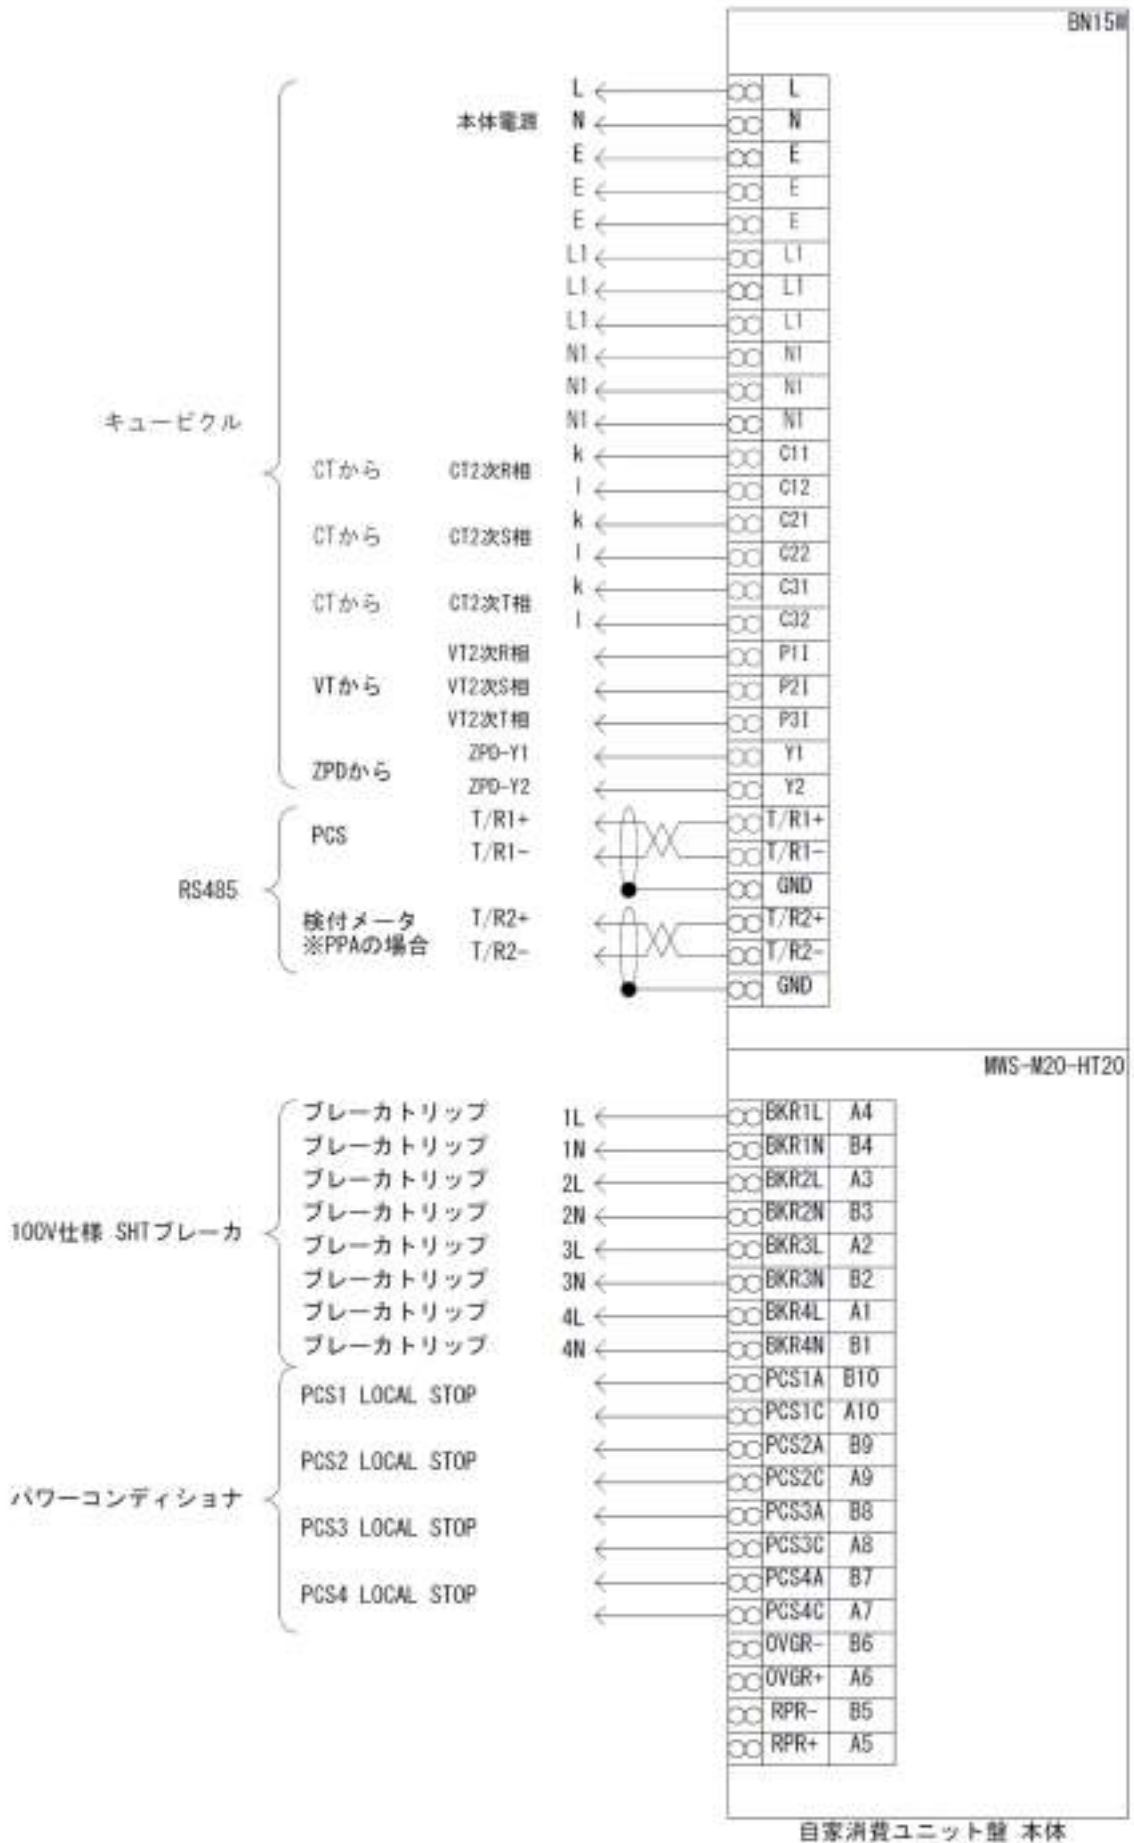 BN15W
L L
本体電源 N N
E E
E E
E E
L1 L1
L1 L1
L1 L1
N1 N1
N1 N1
キュービクル N1 N1
k C11
CTから CT2次R相
l C12
k C21
CTから CT2次S相
l C22
k C31
CTから CT2次T相
l C32
VT2次R相 P1I
VTから VT2次S相 P2I
VT2次T相 P3I
ZPD-Y1 Y1
ZPDから
ZPD-Y2 Y2
T/R1+ T/R1+
PCS
T/R1- T/R1-
RS485 GND
検付メータ T/R2+ T/R2+
※PPAの場合 T/R2- T/R2-
GND
MWS-M20-HT20
ブレーカトリップ 1L BKR1L A4
ブレーカトリップ 1N BKR1N B4
ブレーカトリップ 2L BKR2L A3
ブレーカトリップ 2N BKR2N B3
100V仕様 SHTブレーカ
ブレーカトリップ 3L BKR3L A2
ブレーカトリップ 3N BKR3N B2
ブレーカトリップ 4L BKR4L A1
ブレーカトリップ 4N BKR4N B1
PCS1A B10
PCS1 LOCAL STOP
PCS1C A10
PCS2A B9
PCS2 LOCAL STOP
PCS2C A9
パワーコンディショナ
PCS3A B8
PCS3 LOCAL STOP
PCS3C A8
PCS4A B7
PCS4 LOCAL STOP
PCS4C A7
OVGR- B6
OVGR+ A6
RPR- B5
RPR+ A5
自家消費ユニット盤 本体